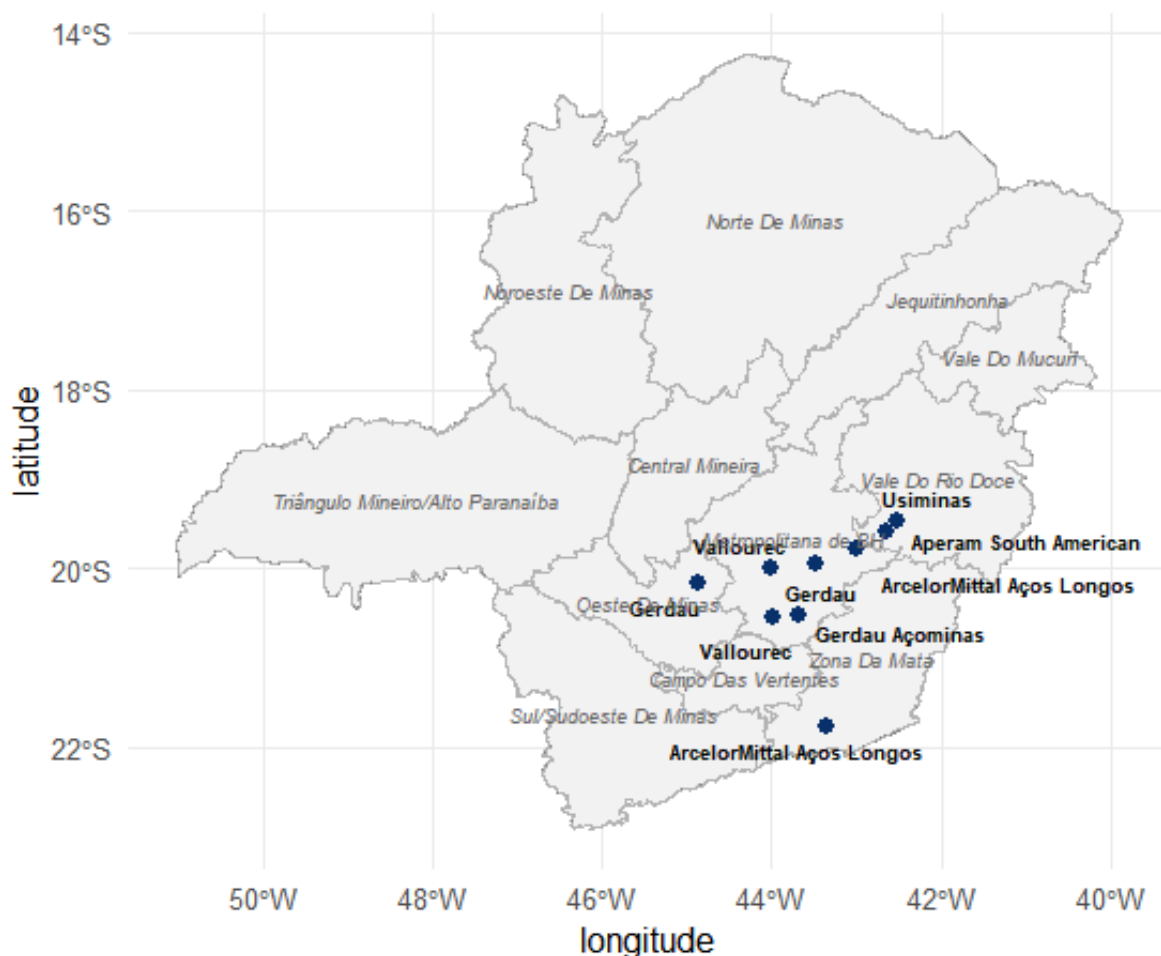 14°S
16°S
18°S
20°S
22°S
latitude
Norte De Minas
Noroeste De Minas
Jequitinhonha
Vale Do Mucuri
Central Mineira
Vale Do Rio Doce
Triângulo Mineiro/Alto Paranaíba
Usiminas
Metropolitana de BH
Vallourec
Aperam South American
ArcelorMittal Aços Longos
Gerdau
Oeste De Minas
Gerdau
Gerdau Açominas
Vallourec
Zona Da Mata
Campo Das Vertentes
Sul/Sudoeste De Minas
ArcelorMittal Aços Longos
50°W 48°W 46°W 44°W 42°W 40°W
longitude